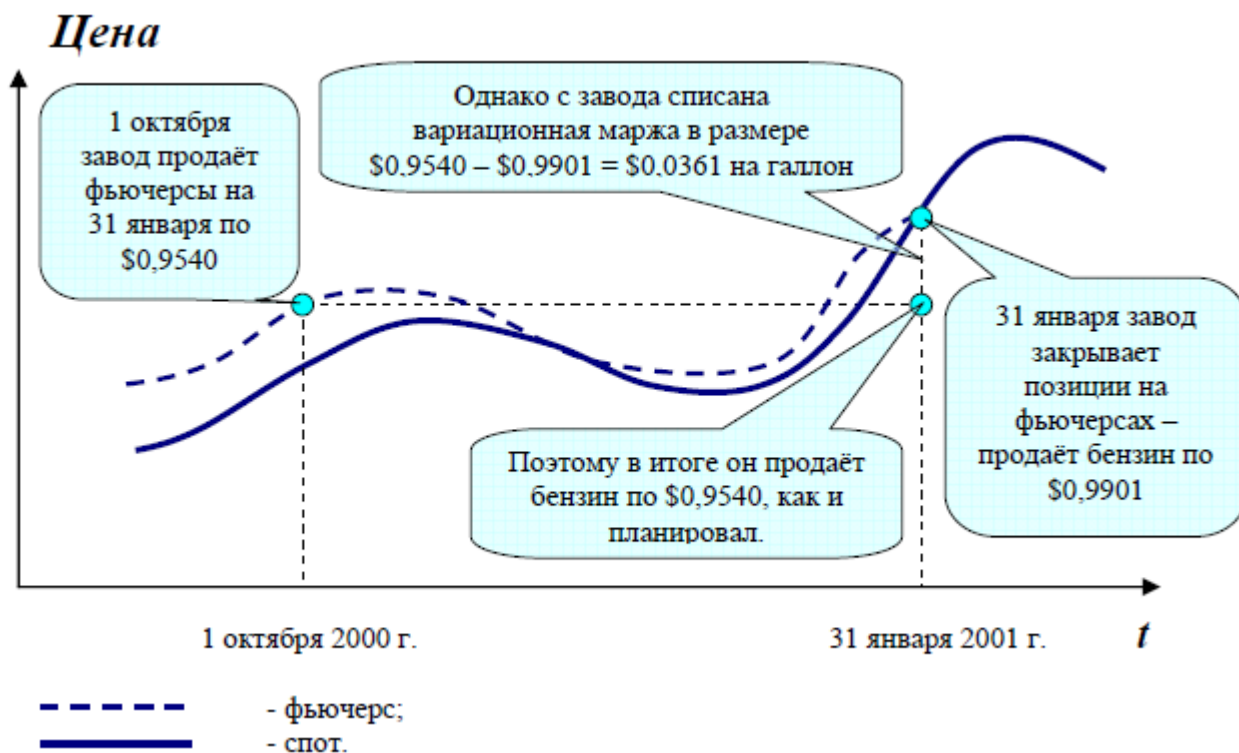 Цена
1 октября
завод продаёт
фьючерсы на
31 января по
$0,9540
Однако с завода списана
вариационная маржа в размере
$0,9540 – $0,9901 = $0,0361 на галлон
31 января завод
закрывает
позиции на
фьючерсах –
продаёт бензин по
$0,9901
Поэтому в итоге он продаёт
бензин по $0,9540, как и
планировал.
1 октября 2000 г.
31 января 2001 г.
t
- фьючерс;
- спот.